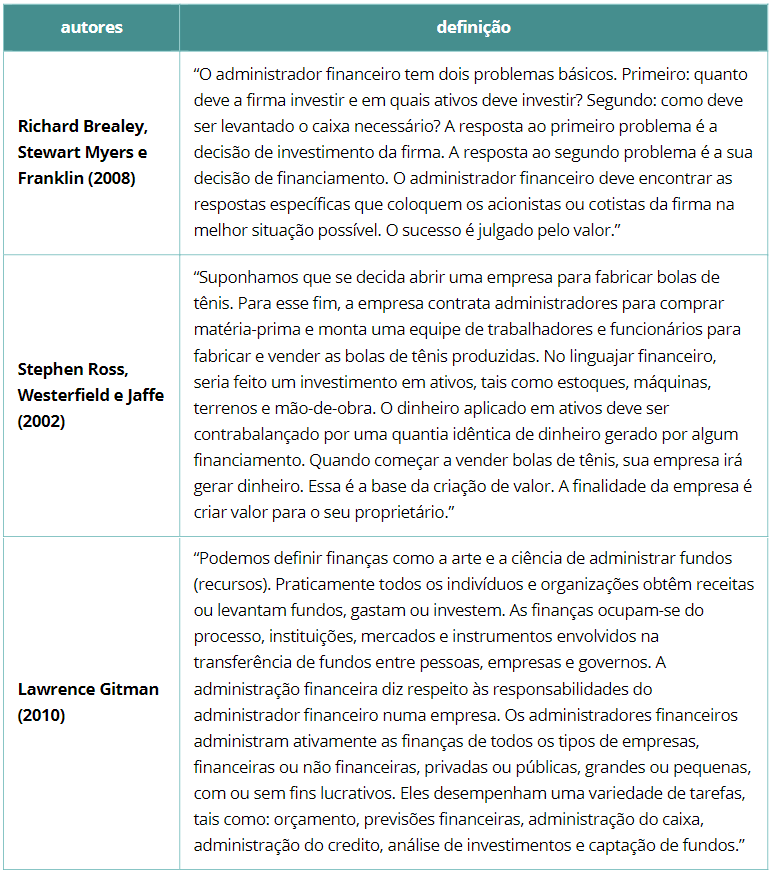 autores
definição
Richard Brealey,
Stewart Myers e
Franklin (2008)
“O administrador financeiro tem dois problemas básicos. Primeiro: quanto
deve a firma investir e em quais ativos deve investir? Segundo: como deve
ser levantado o caixa necessário? A resposta ao primeiro problema é a
decisão de investimento da firma. A resposta ao segundo problema é a sua
decisão de financiamento. O administrador financeiro deve encontrar as
respostas específicas que coloquem os acionistas ou cotistas da firma na
melhor situação possível. O sucesso é julgado pelo valor.”
Stephen Ross,
Westerfield e Jaffe
(2002)
“Suponhamos que se decida abrir uma empresa para fabricar bolas de
tênis. Para esse fim, a empresa contrata administradores para comprar
matéria-prima e monta uma equipe de trabalhadores e funcionários para
fabricar e vender as bolas de tênis produzidas. No linguajar financeiro,
seria feito um investimento em ativos, tais como estoques, máquinas,
terrenos e mão-de-obra. O dinheiro aplicado em ativos deve ser
contrabalançado por uma quantia idêntica de dinheiro gerado por algum
financiamento. Quando começar a vender bolas de tênis, sua empresa irá
gerar dinheiro. Essa é a base da criação de valor. A finalidade da empresa é
criar valor para o seu proprietário.”
Lawrence Gitman
(2010)
“Podemos definir finanças como a arte e a ciência de administrar fundos
(recursos). Praticamente todos os indivíduos e organizações obtêm receitas
ou levantam fundos, gastam ou investem. As finanças ocupam-se do
processo, instituições, mercados e instrumentos envolvidos na
transferência de fundos entre pessoas, empresas e governos. A
administração financeira diz respeito às responsabilidades do
administrador financeiro numa empresa. Os administradores financeiros
administram ativamente as finanças de todos os tipos de empresas,
financeiras ou não financeiras, privadas ou públicas, grandes ou pequenas,
com ou sem fins lucrativos. Eles desempenham uma variedade de tarefas,
tais como: orçamento, previsões financeiras, administração do caixa,
administração do credito, análise de investimentos e captação de fundos.”